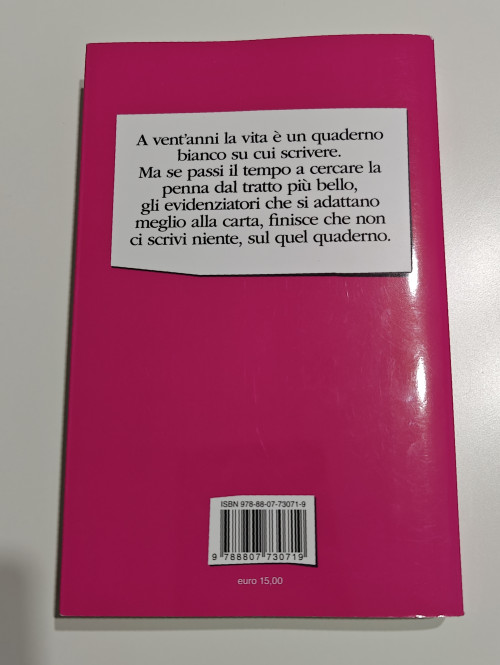 A vent'anni la vita è un quaderno
bianco su cui scrivere.
Ma se passi il tempo a cercare la
penna dal tratto più bello,
gli evidenziatori che si adattano
meglio alla carta, finisce che non
ci scrivi niente, sul quel quaderno.
ISBN 978-88-07-73071-9
9 788807 730719
euro 15,00